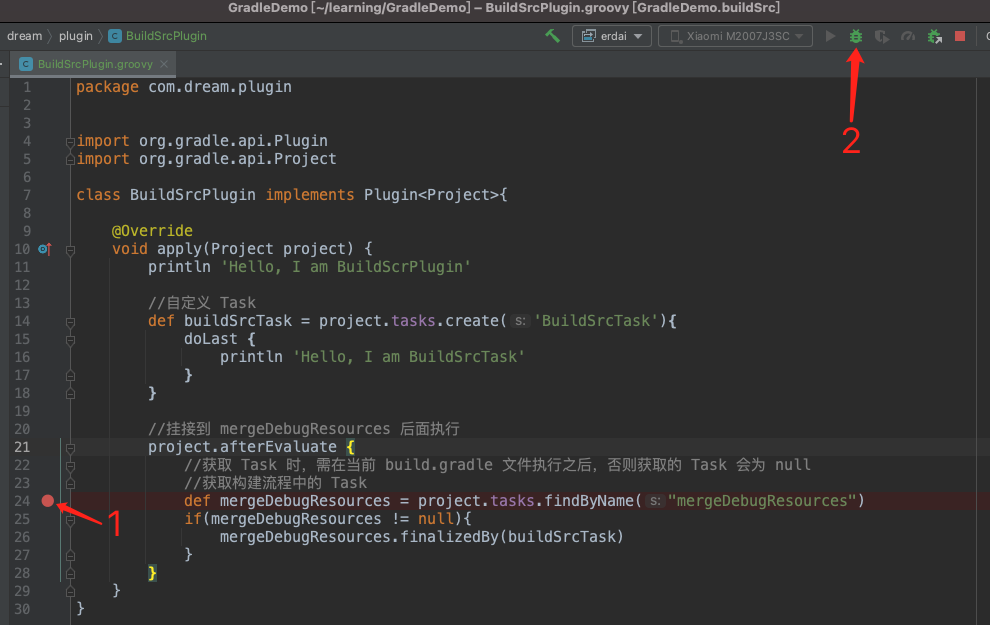 GradleDemo [~/learning/GradleDemo] – BuildSrcPlugin.groovy [GradleDemo.buildSrc]
dream 〉 plugin 〉 C BuildSrcPlugin erdai Xiaomi M2007J3SC
C BuildSrcPlugin.groovy ×
1 package com.dream.plugin
2
3
4 import org.gradle.api.Plugin
5 import org.gradle.api.Project
6
7 class BuildSrcPlugin implements Plugin<Project>{
8
9 @Override
10 void apply(Project project) {
11 println 'Hello, I am BuildScrPlugin'
12
13 //自定义 Task
14 def buildSrcTask = project.tasks.create( s: 'BuildSrcTask'){
15 doLast {
16 println 'Hello, I am BuildSrcTask'
17 }
18 }
19
20 //挂接到 mergeDebugResources 后面执行
21 project.afterEvaluate {
22 //获取 Task 时，需在当前 build.gradle 文件执行之后，否则获取的 Task 会为 null
23 //获取构建流程中的 Task
24 def mergeDebugResources = project.tasks.findByName( s: "mergeDebugResources")
25 if(mergeDebugResources != null){
26 mergeDebugResources.finalizedBy(buildSrcTask)
27 }
28 }
29 }
30 }
1
2